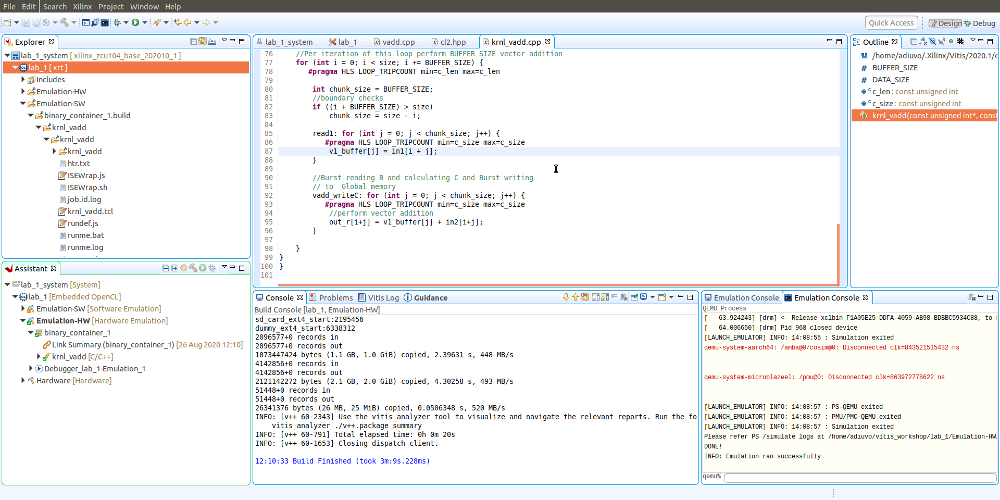 File Edit Search Xilinx Project Window Help
Quick Access Design Debug
Explorer
lab_1_system [ xilinx_zcu104_base_202010_1 ]
lab_1 [ xrt ]
Includes
Emulation-HW
Emulation-SW
binary_container_1.build
krnl_vadd
krnl_vadd
krnl_vadd
htr.txt
ISEWrap.js
ISEWrap.sh
job.id.log
krnl_vadd.tcl
rundef.js
runme.bat
runme.log
Assistant
lab_1_system [System]
lab_1 [Embedded OpenCL]
Emulation-SW [Software Emulation]
Emulation-HW [Hardware Emulation]
binary_container_1
Link Summary (binary_container_1) [26 Aug 2020 12:10]
krnl_vadd [C/C++]
Debugger_lab_1-Emulation_1
Hardware [Hardware]
lab_1_system lab_1 vadd.cpp cl2.hpp krnl_vadd.cpp
76 //Per iteration of this loop perform BUFFER_SIZE vector addition
77 for (int i = 0; i < size; i += BUFFER_SIZE) {
78 #pragma HLS LOOP_TRIPCOUNT min=c_len max=c_len
79
80 int chunk_size = BUFFER_SIZE;
81 //boundary checks
82 if ((i + BUFFER_SIZE) > size)
83 chunk_size = size - i;
84
85 read1: for (int j = 0; j < chunk_size; j++) {
86 #pragma HLS LOOP_TRIPCOUNT min=c_size max=c_size
87 v1_buffer[j] = in1[i + j];
88 }
89
90 //Burst reading B and calculating C and Burst writing
91 // to  Global memory
92 vadd_writeC: for (int j = 0; j < chunk_size; j++) {
93 #pragma HLS LOOP_TRIPCOUNT min=c_size max=c_size
94 //perform vector addition
95 out_r[i+j] = v1_buffer[j] + in2[i+j];
96 }
97
98 }
99 }
100 }
101
Outline
/home/adiuvo/.Xilinx/Vitis/2020.1/c
BUFFER_SIZE
DATA_SIZE
c_len : const unsigned int
c_size : const unsigned int
krnl_vadd(const unsigned int*, const
Console Problems Vitis Log Guidance
Build Console [lab_1, Emulation-HW]
sd_card_ext4_start:2195456
dummy_ext4_start:6338312
2096577+0 records in
2096577+0 records out
1073447424 bytes (1.1 GB, 1.0 GiB) copied, 2.39631 s, 448 MB/s
4142856+0 records in
4142856+0 records out
2121142272 bytes (2.1 GB, 2.0 GiB) copied, 4.30258 s, 493 MB/s
51448+0 records in
51448+0 records out
26341376 bytes (26 MB, 25 MiB) copied, 0.0506348 s, 520 MB/s
INFO: [v++ 60-2343] Use the vitis_analyzer tool to visualize and navigate the relevant reports. Run the fo
vitis_analyzer ./v++.package_summary
INFO: [v++ 60-791] Total elapsed time: 0h 0m 20s
INFO: [v++ 60-1653] Closing dispatch client.
12:10:33 Build Finished (took 3m:9s.228ms)
Emulation Console Emulation Console
QEMU Process
[   63.924243] [drm] <- Release xclbin F1A05E25-DDFA-4059-AB98-BDBBC5934C88, to
[   64.006650] [drm] Pid 968 closed device
[LAUNCH_EMULATOR] INFO: 14:08:55 : Simulation exited
qemu-system-aarch64: /amba@0/cosim@0: Disconnected clk=843521515432 ns
qemu-system-microblazeel: /pmu@0: Disconnected clk=863972778622 ns
[LAUNCH_EMULATOR] INFO: 14:08:57 : PS-QEMU exited
[LAUNCH_EMULATOR] INFO: 14:08:57 : PMU/PMC-QEMU exited
[LAUNCH_EMULATOR] INFO: 14:08:57 : Simulation exited
Please refer PS /simulate logs at /home/adiuvo/vitis_workshop/lab_1/Emulation-HW
DONE!
INFO: Emulation ran successfully
qemu%